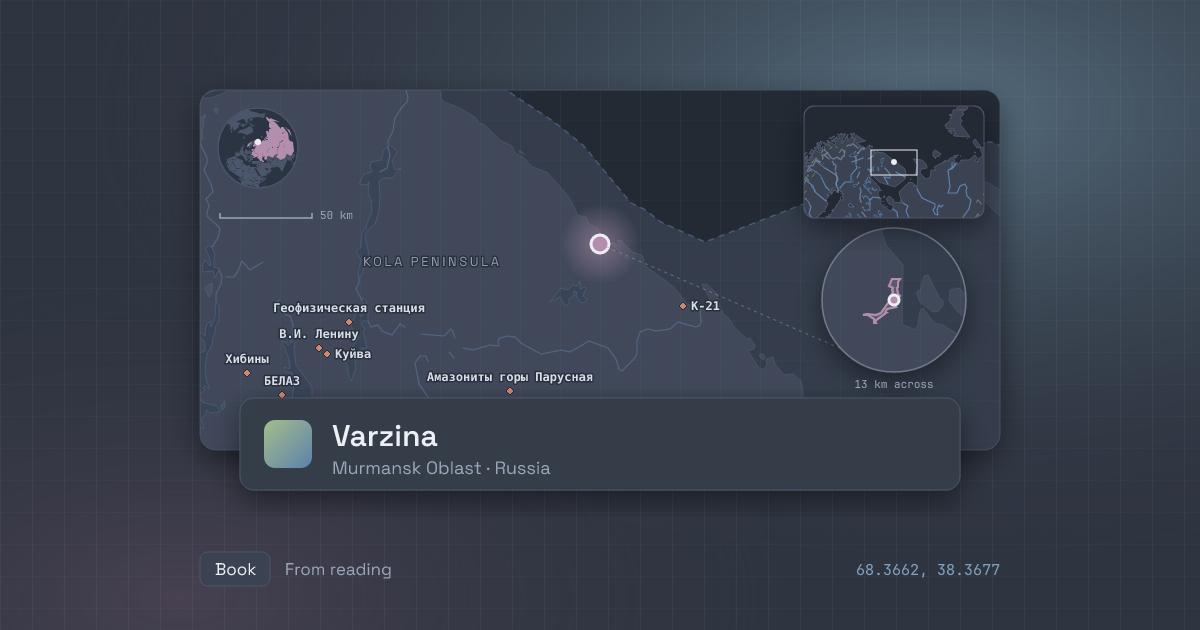 50 km
KOLA PENINSULA
Геофизическая станция
В.И. Ленину
Куйва
Хибины
БЕЛАЗ
К-21
Амазониты горы Парусная
13 km across
Varzina
Murmansk Oblast · Russia
Book
From reading
68.3662, 38.3677